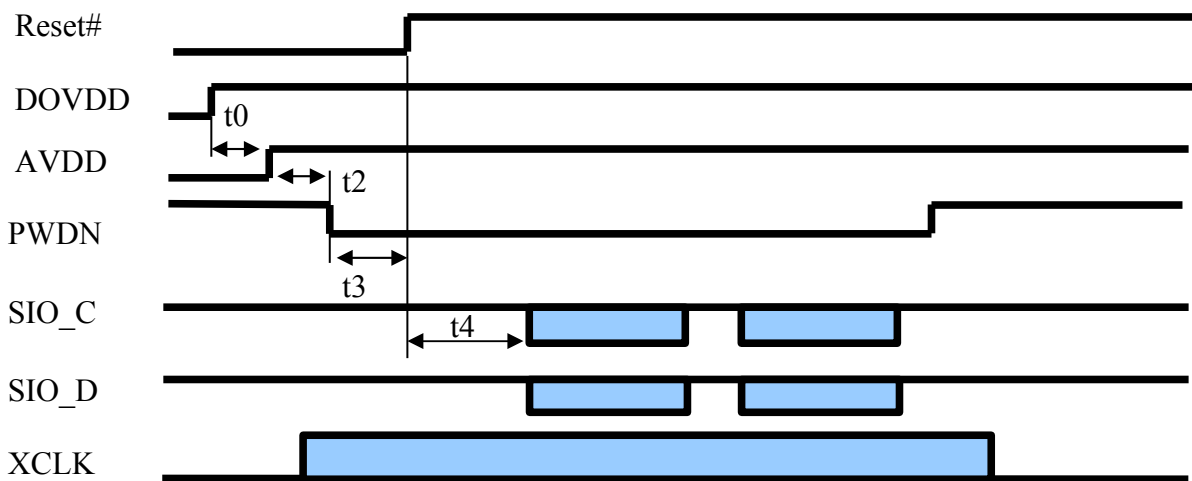 Reset#
DOVDD
t0
AVDD
t2
PWDN
t3
SIO_C
t4
SIO_D
XCLK